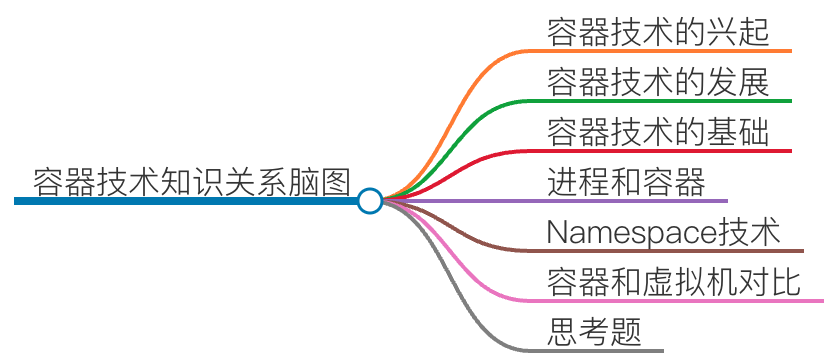 容器技术知识关系脑图
容器技术的兴起
容器技术的发展
容器技术的基础
进程和容器
Namespace技术
容器和虚拟机对比
思考题